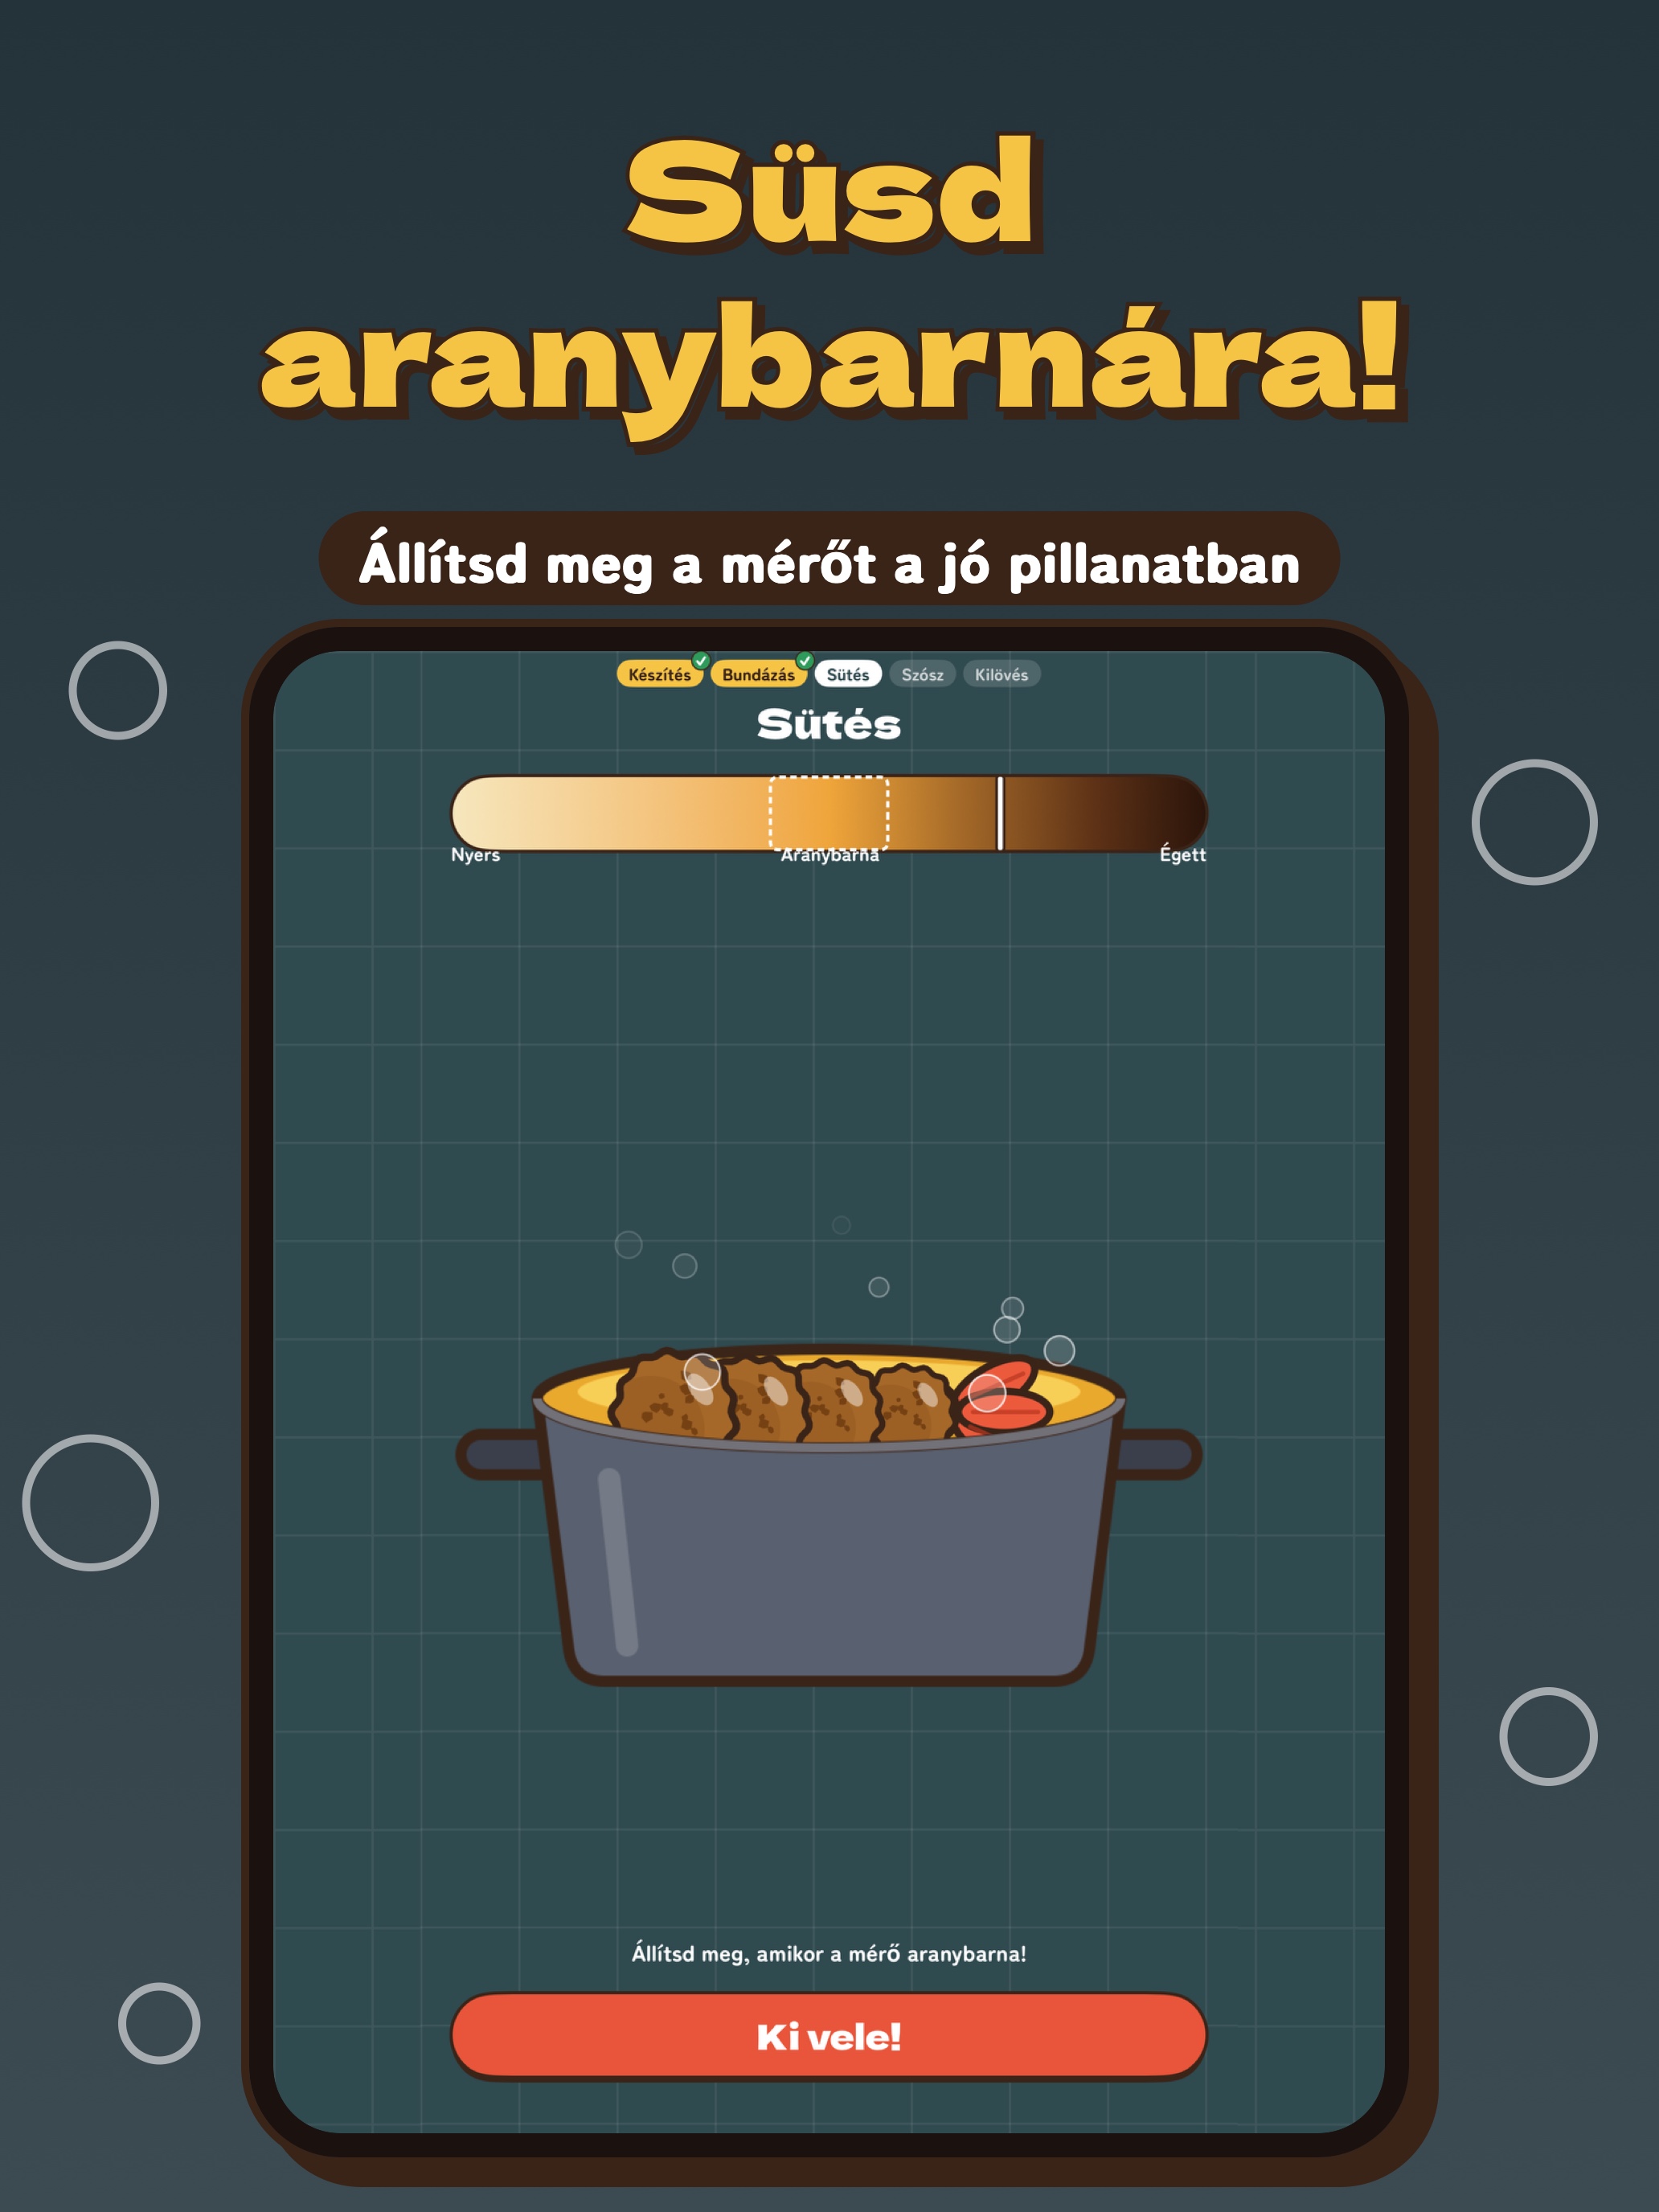 Süsd
aranybarnára!
Állítsd meg a mérőt a jó pillanatban
Készítés Bundázás Sütés Szósz Kilövés
Sütés
Nyers Aranybarna Égett
Állítsd meg, amikor a mérő aranybarna!
Ki vele!